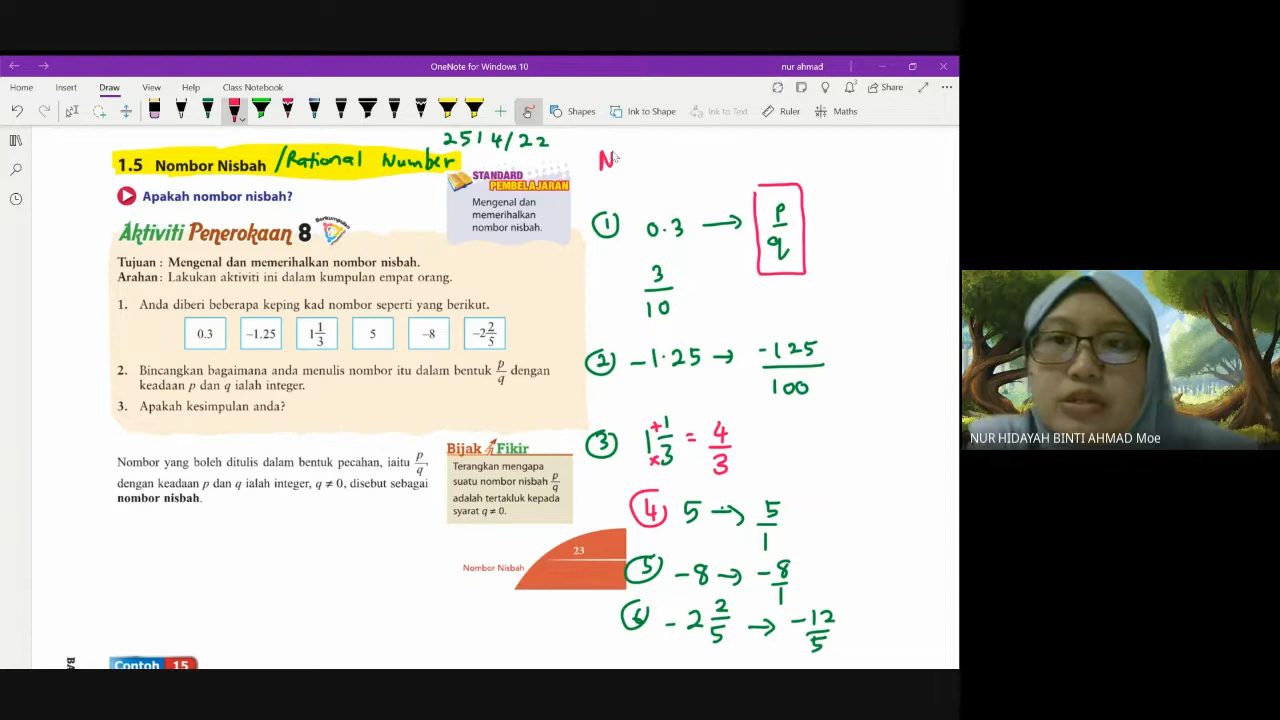 OneNote for Windows 10
nur ahmad
Home Insert Draw View Help Class Notebook
Share
Shapes Ink to Shape Ink to Text Ruler Maths
2514/22
1.5 Nombor Nisbah /Rational Number
Apakah nombor nisbah?
STANDARD
PEMBELAJARAN
Mengenal dan
memerihalkan
nombor nisbah.
Aktiviti Penerokaan 8
Berkumpulan
Tujuan : Mengenal dan memerihalkan nombor nisbah.
Arahan : Lakukan aktiviti ini dalam kumpulan empat orang.
1. Anda diberi beberapa keping kad nombor seperti yang berikut.
0.3 −1.25 1 1/3 5 −8 −2 2/5
2. Bincangkan bagaimana anda menulis nombor itu dalam bentuk p/q dengan
keadaan p dan q ialah integer.
3. Apakah kesimpulan anda?
Nombor yang boleh ditulis dalam bentuk pecahan, iaitu p/q,
dengan keadaan p dan q ialah integer, q ≠ 0, disebut sebagai
nombor nisbah.
Bijak Fikir
Terangkan mengapa
suatu nombor nisbah p/q
adalah tertakluk kepada
syarat q ≠ 0.
23
Nombor Nisbah
Contoh 15
BA
N
① 0.3 → p/q
3/10
② -1.25 → -125/100
③ 1 + 1/3 × = 4/3
④ 5 → 5/1
⑤ -8 → -8/1
⑥ -2 2/5 → -12/5
NUR HIDAYAH BINTI AHMAD Moe